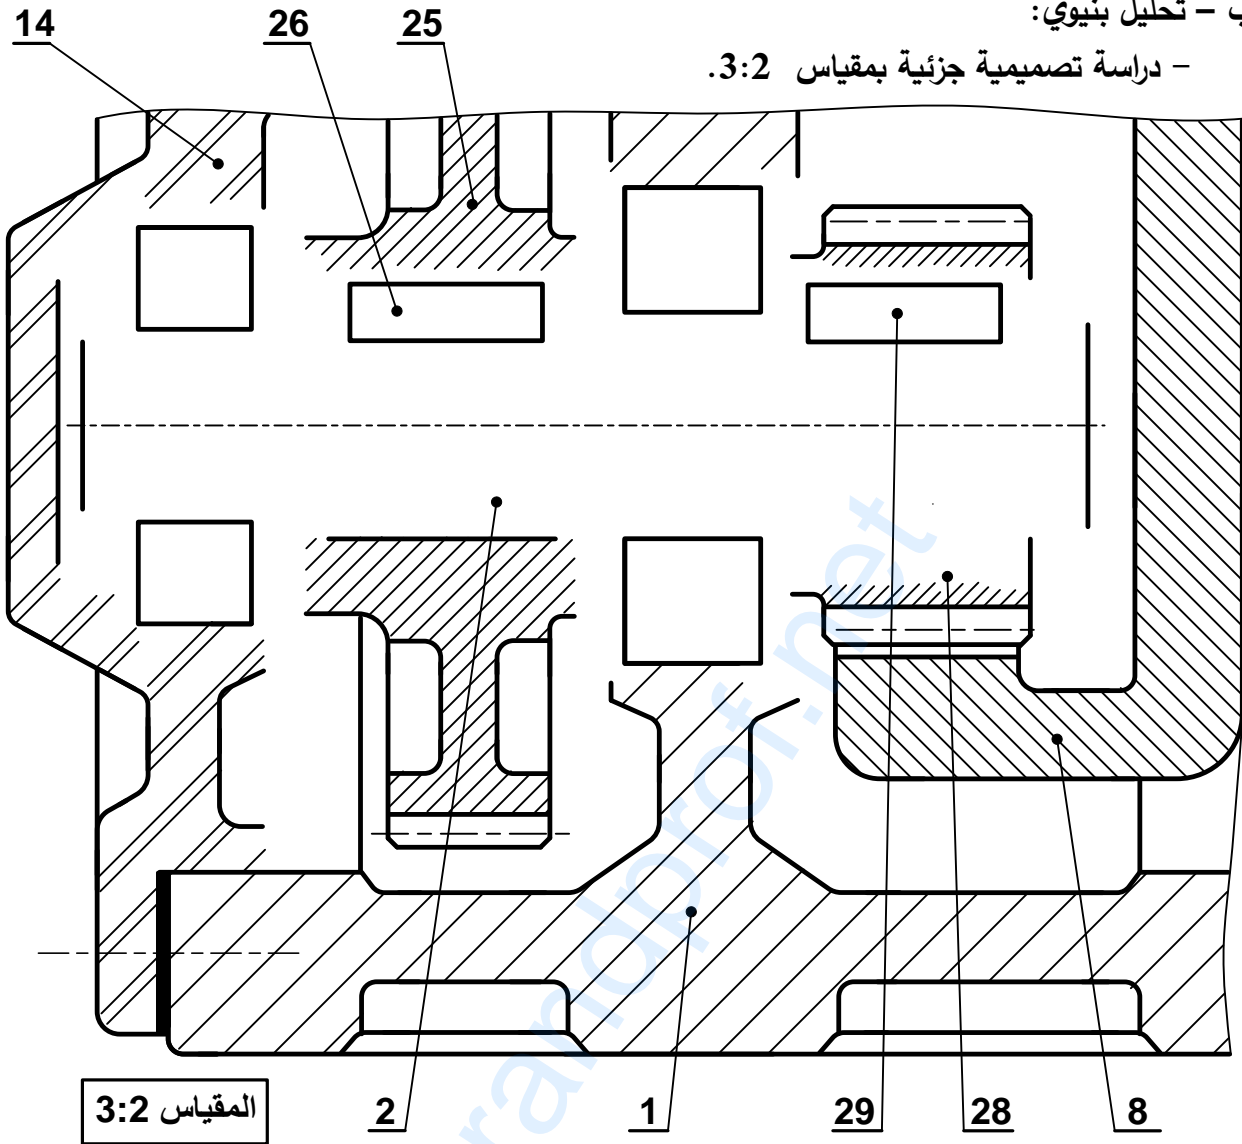 ب – تحليل بنيوي:
– دراسة تصميمية جزئية بمقياس 3:2.
14 26 25
المقياس 3:2
2 1 29 28 8